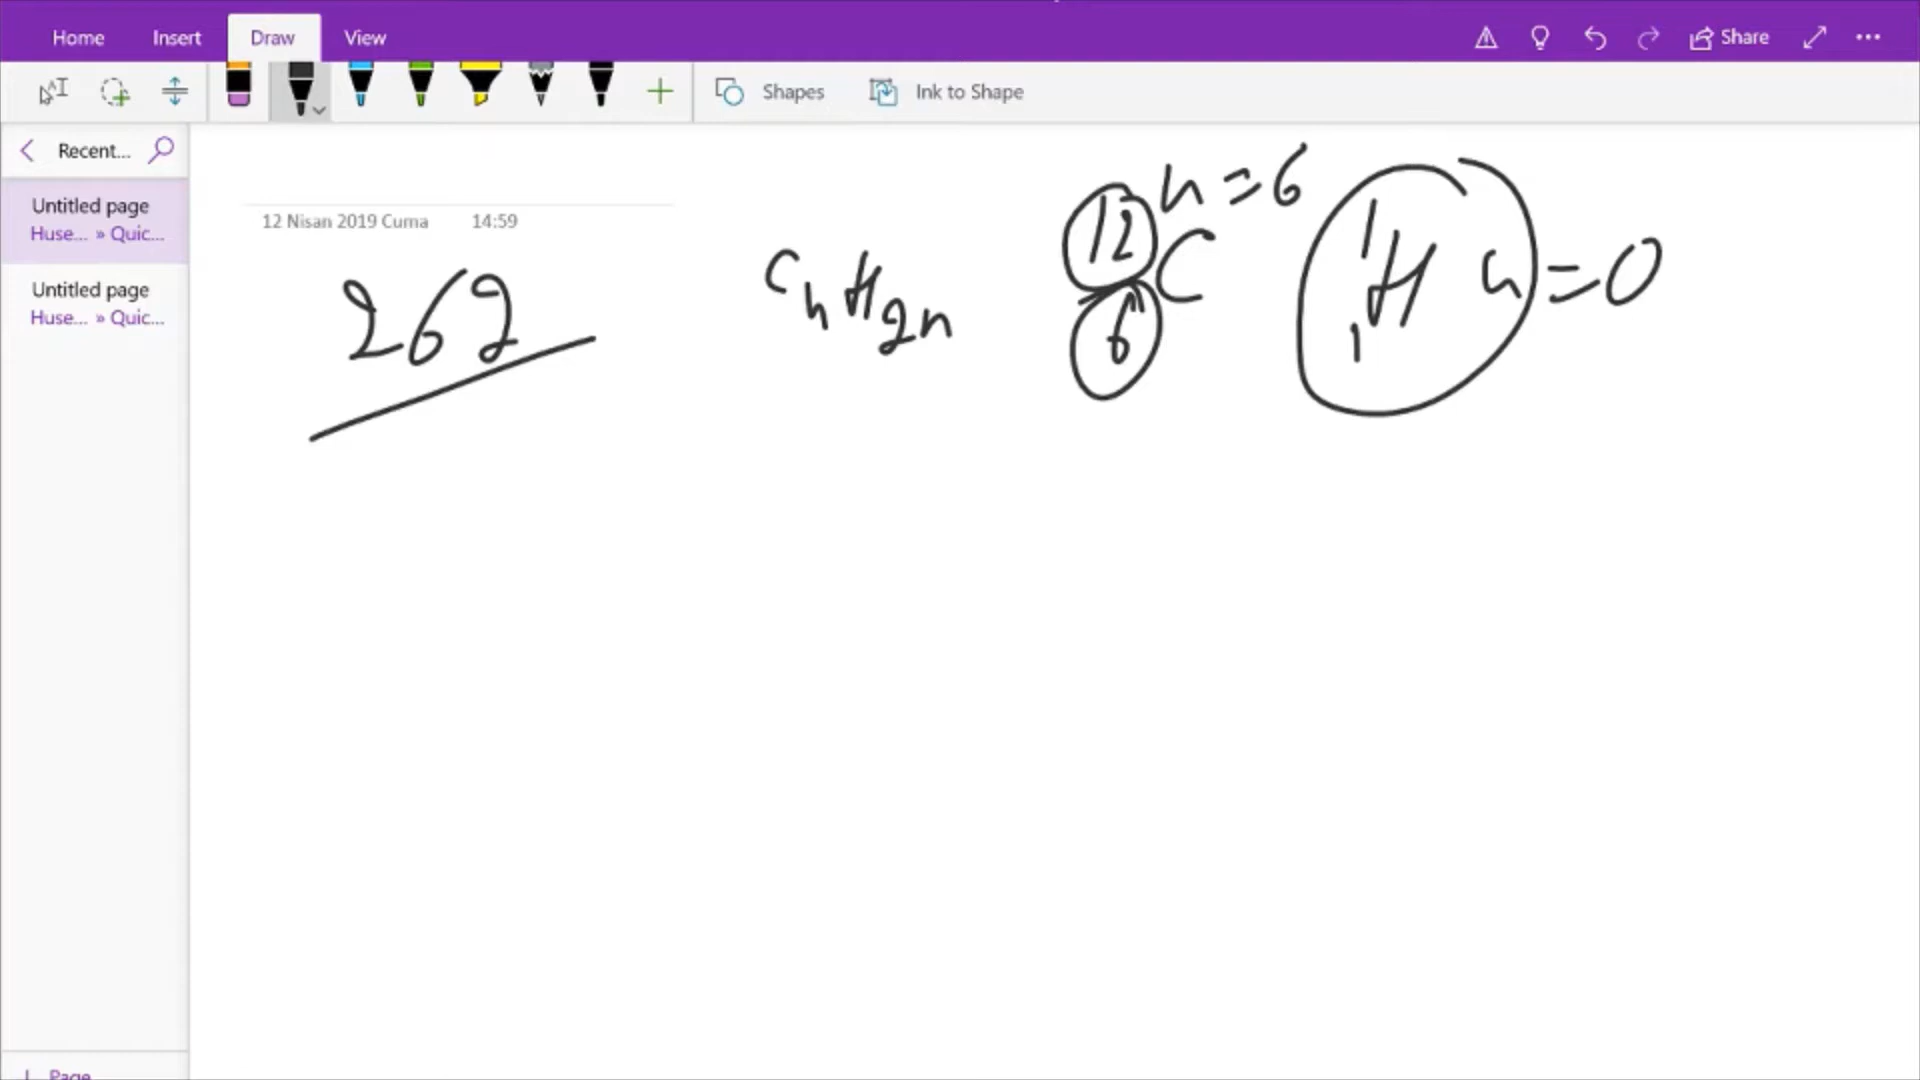 Home Insert Draw View Share
Shapes Ink to Shape
Recent...
Untitled page
Huse... » Quic...
Untitled page
Huse... » Quic...
Page
12 Nisan 2019 Cuma 14:59
262
CnH2n
12 6 C n=6
1 1 H n=0